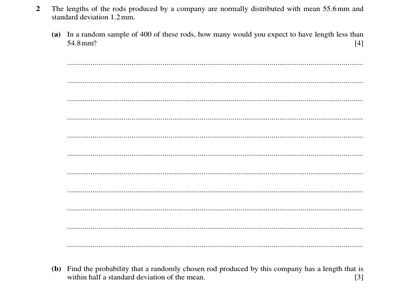 2 The lengths of the rods produced by a company are normally distributed with mean 55.6 mm and
standard deviation 1.2 mm.
(a) In a random sample of 400 of these rods, how many would you expect to have length less than
54.8 mm? [4]
(b) Find the probability that a randomly chosen rod produced by this company has a length that is
within half a standard deviation of the mean. [3]